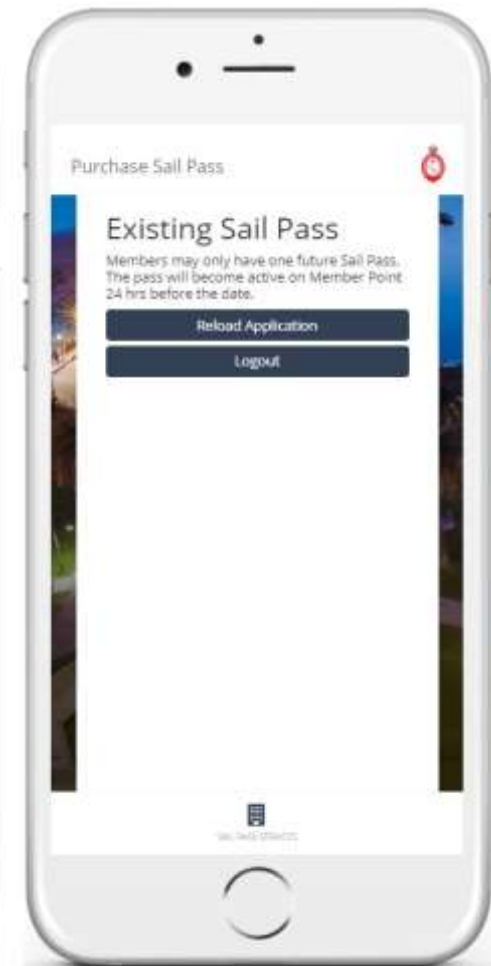 Purchase Sail Pass
Existing Sail Pass
Members may only have one future Sail Pass.
The pass will become active on Member Point
24 hrs before the date.
Reload Application
Logout